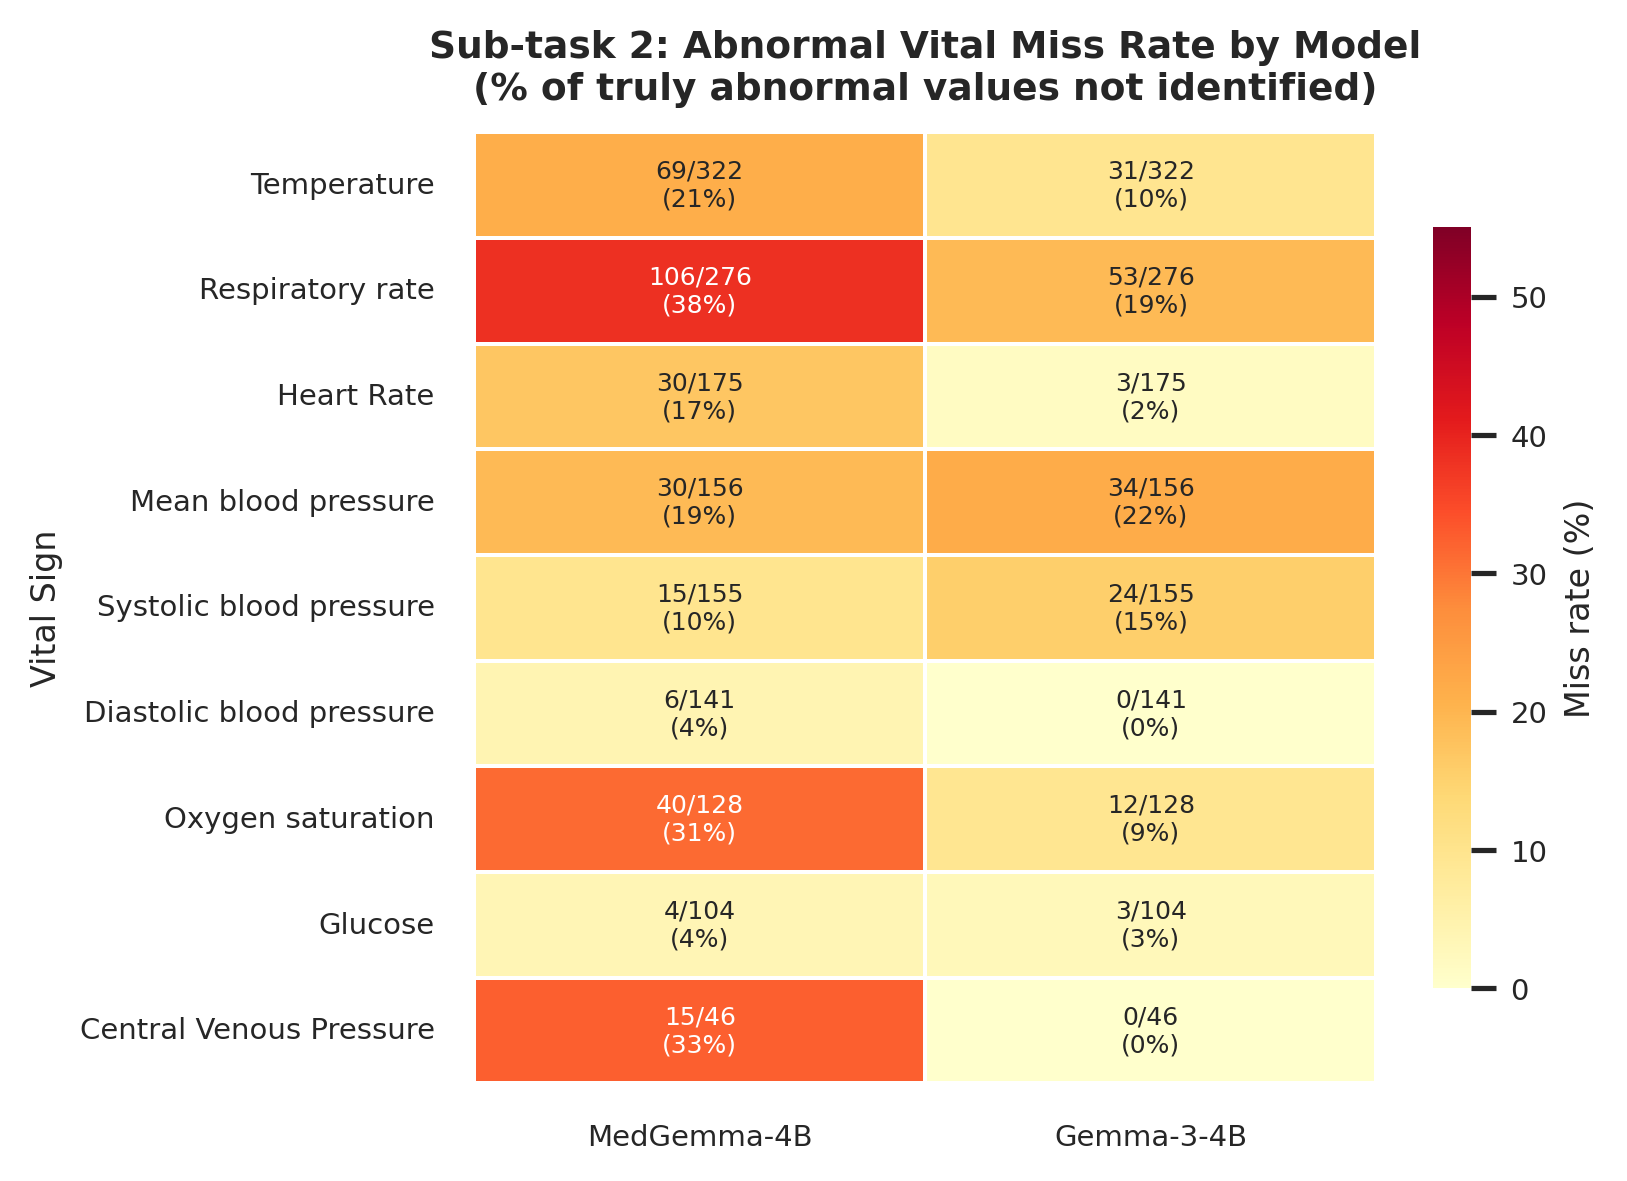 Sub-task 2: Abnormal Vital Miss Rate by Model
(% of truly abnormal values not identified)
Vital Sign
Temperature
69/322
(21%)
31/322
(10%)
Respiratory rate
106/276
(38%)
53/276
(19%)
Heart Rate
30/175
(17%)
3/175
(2%)
Mean blood pressure
30/156
(19%)
34/156
(22%)
Systolic blood pressure
15/155
(10%)
24/155
(15%)
Diastolic blood pressure
6/141
(4%)
0/141
(0%)
Oxygen saturation
40/128
(31%)
12/128
(9%)
Glucose
4/104
(4%)
3/104
(3%)
Central Venous Pressure
15/46
(33%)
0/46
(0%)
MedGemma-4B
Gemma-3-4B
50
40
30
20
10
0
Miss rate (%)